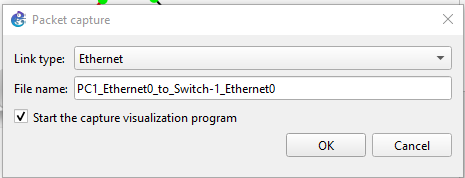 Packet capture
Link type: Ethernet
File name: PC1_Ethernet0_to_Switch-1_Ethernet0
Start the capture visualization program
OK Cancel